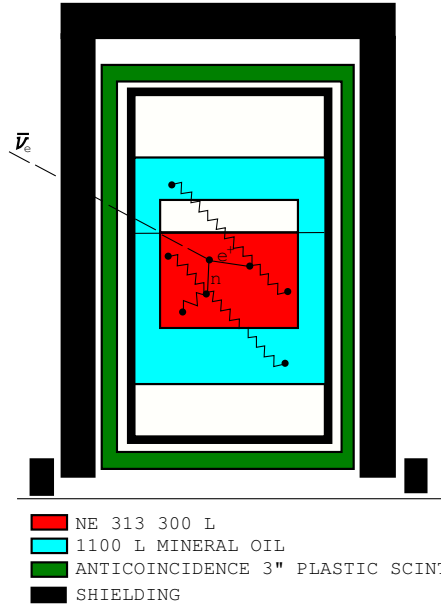 ν̄e
e+
n
NE 313 300 L
1100 L MINERAL OIL
ANTICOINCIDENCE 3" PLASTIC SCINT
SHIELDING